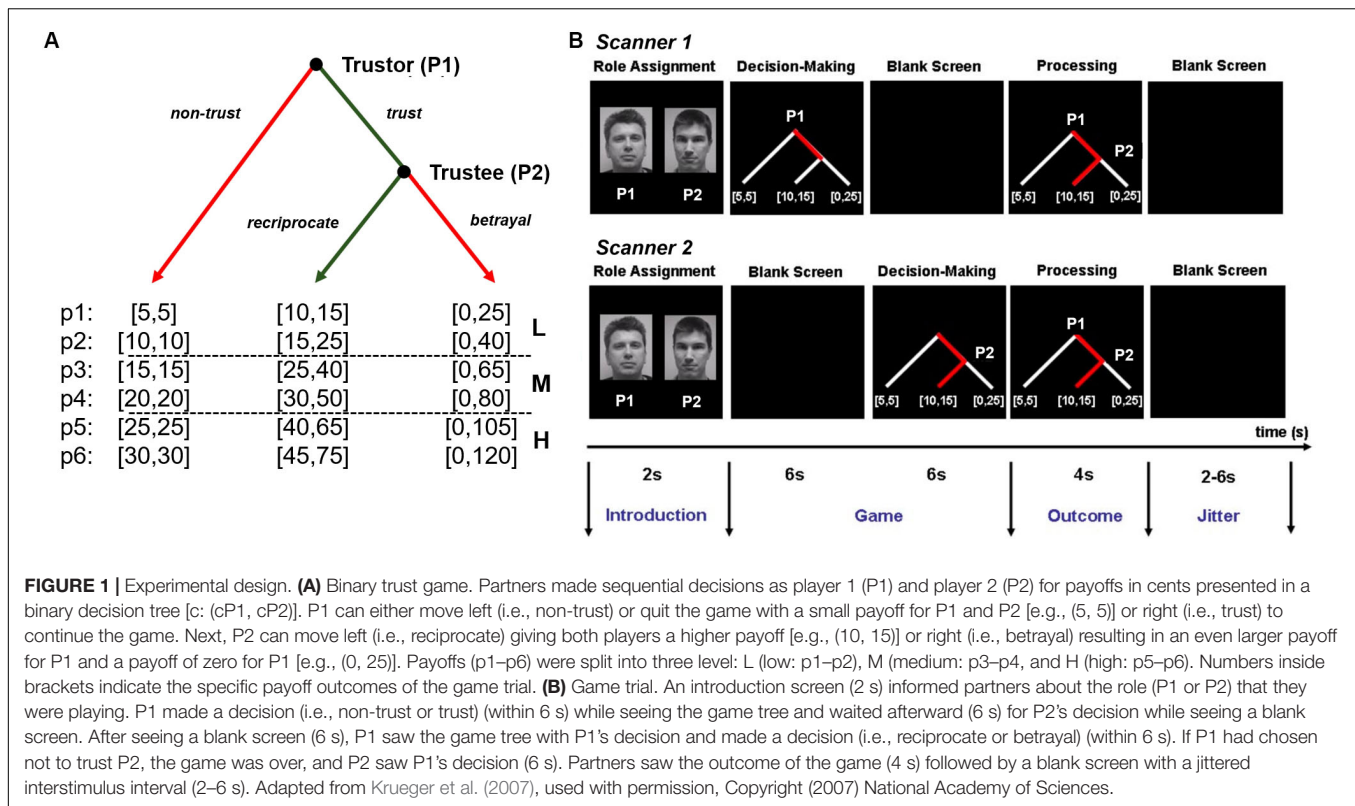 A
Trustor (P1)
non-trust
trust
Trustee (P2)
recriprocate
betrayal
p1: [5,5] [10,15] [0,25]
p2: [10,10] [15,25] [0,40]
L
p3: [15,15] [25,40] [0,65]
p4: [20,20] [30,50] [0,80]
M
p5: [25,25] [40,65] [0,105]
p6: [30,30] [45,75] [0,120]
H
B
Scanner 1
Role Assignment Decision-Making Blank Screen Processing Blank Screen
P1 P2
P1
[5,5] [10,15] [0,25]
P1
P2
[5,5] [10,15] [0,25]
Scanner 2
Role Assignment Blank Screen Decision-Making Processing Blank Screen
P1 P2
P2
[5,5] [10,15] [0,25]
P1
P2
[5,5] [10,15] [0,25]
time (s)
2s 6s 6s 4s 2-6s
Introduction Game Outcome Jitter
FIGURE 1 | Experimental design. (A) Binary trust game. Partners made sequential decisions as player 1 (P1) and player 2 (P2) for payoffs in cents presented in a
binary decision tree [c: (cP1, cP2)]. P1 can either move left (i.e., non-trust) or quit the game with a small payoff for P1 and P2 [e.g., (5, 5)] or right (i.e., trust) to
continue the game. Next, P2 can move left (i.e., reciprocate) giving both players a higher payoff [e.g., (10, 15)] or right (i.e., betrayal) resulting in an even larger payoff
for P1 and a payoff of zero for P1 [e.g., (0, 25)]. Payoffs (p1–p6) were split into three level: L (low: p1–p2), M (medium: p3–p4, and H (high: p5–p6). Numbers inside
brackets indicate the specific payoff outcomes of the game trial. (B) Game trial. An introduction screen (2 s) informed partners about the role (P1 or P2) that they
were playing. P1 made a decision (i.e., non-trust or trust) (within 6 s) while seeing the game tree and waited afterward (6 s) for P2's decision while seeing a blank
screen. After seeing a blank screen (6 s), P1 saw the game tree with P1's decision and made a decision (i.e., reciprocate or betrayal) (within 6 s). If P1 had chosen
not to trust P2, the game was over, and P2 saw P1's decision (6 s). Partners saw the outcome of the game (4 s) followed by a blank screen with a jittered
interstimulus interval (2–6 s). Adapted from Krueger et al. (2007), used with permission, Copyright (2007) National Academy of Sciences.